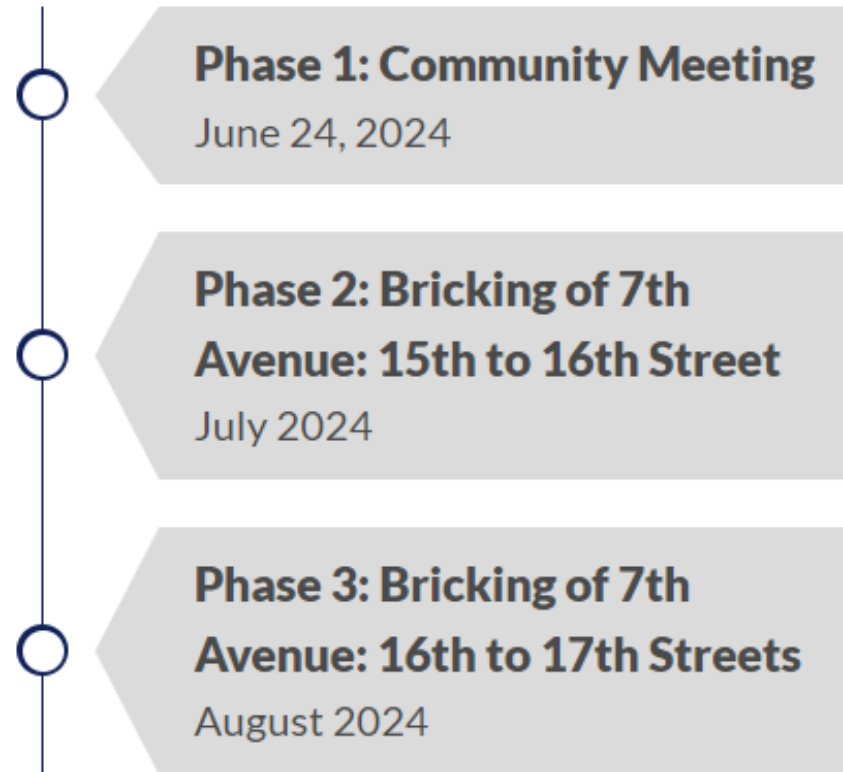 Phase 1: Community Meeting
June 24, 2024
Phase 2: Bricking of 7th
Avenue: 15th to 16th Street
July 2024
Phase 3: Bricking of 7th
Avenue: 16th to 17th Streets
August 2024